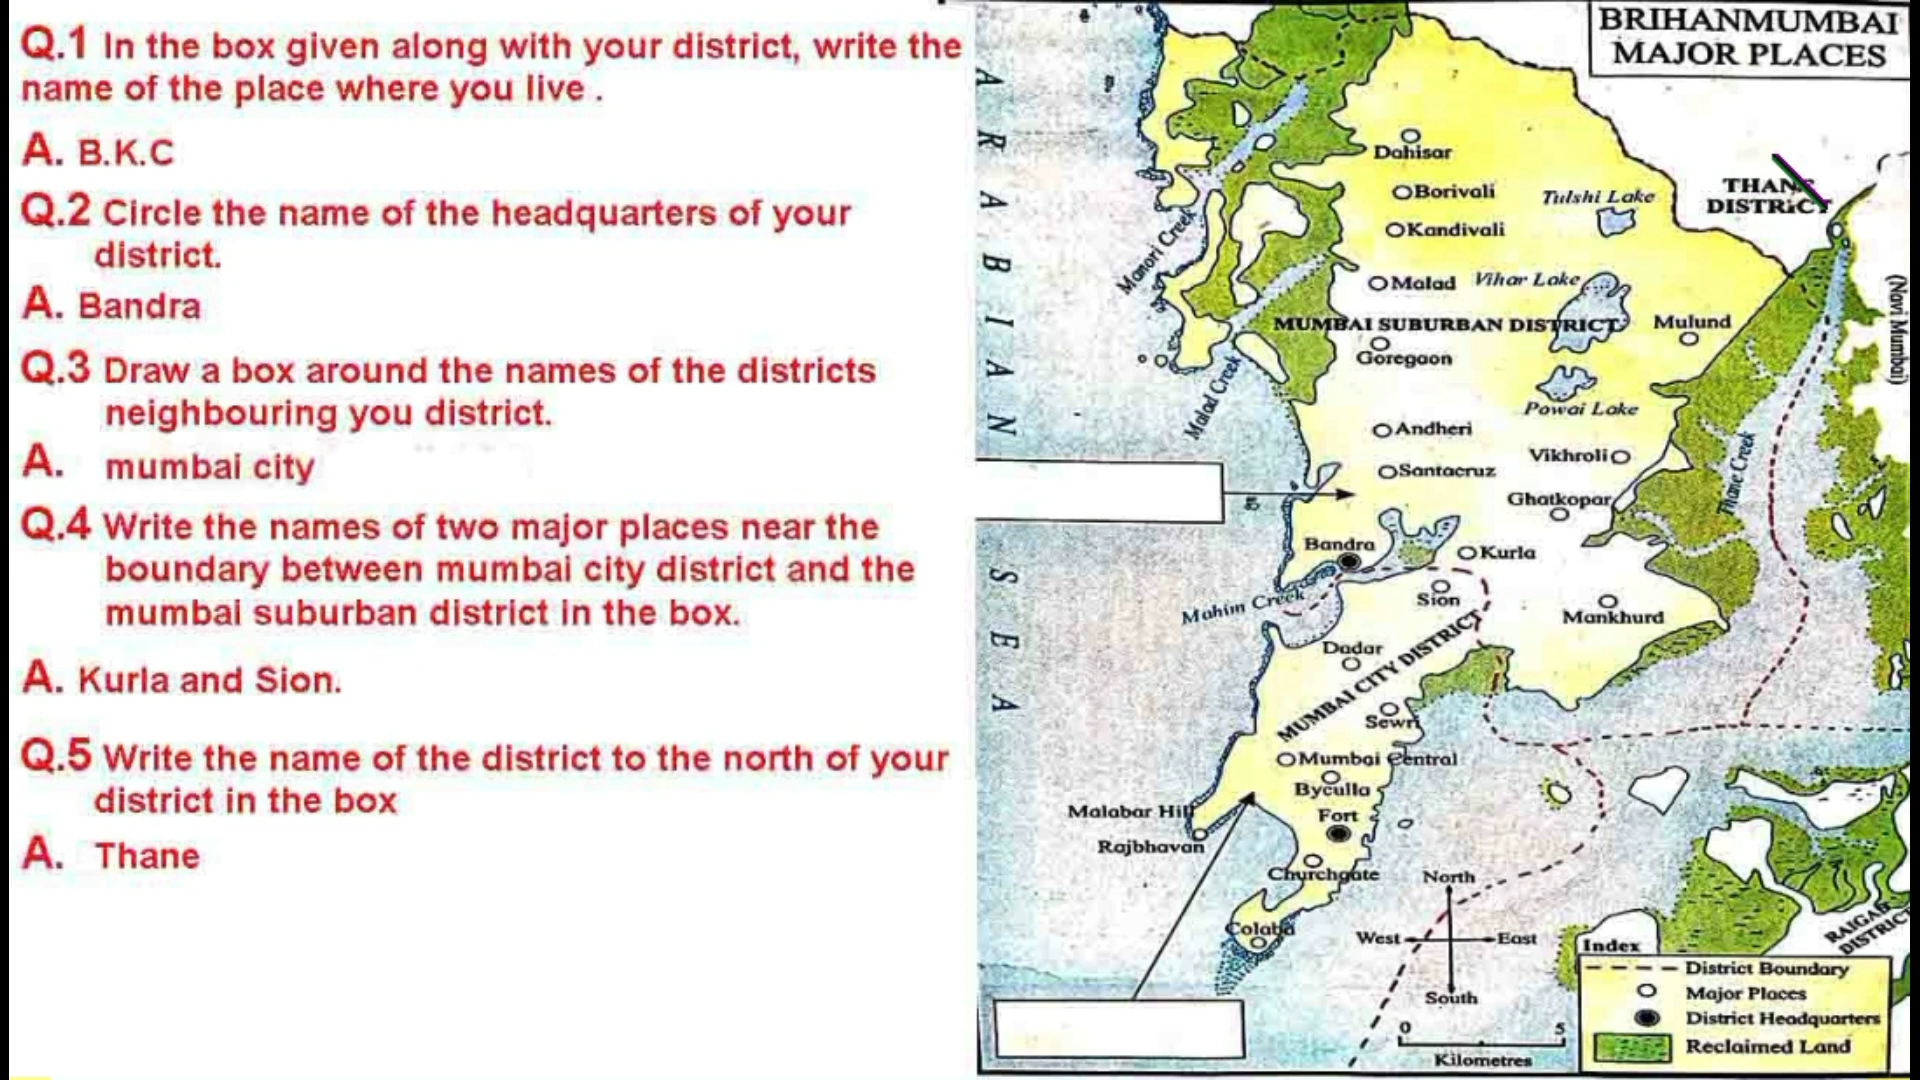 Q.1 In the box given along with your district, write the
name of the place where you live .
A. B.K.C
Q.2 Circle the name of the headquarters of your
district.
A. Bandra
Q.3 Draw a box around the names of the districts
neighbouring you district.
A. mumbai city
Q.4 Write the names of two major places near the
boundary between mumbai city district and the
mumbai suburban district in the box.
A. Kurla and Sion.
Q.5 Write the name of the district to the north of your
district in the box
A. Thane
BRIHANMUMBAI
MAJOR PLACES
ARABIAN SEA
Dahisar
Borivali
Tulshi Lake
THANE
DISTRICT
Kandivali
Manori Creek
Malad
Vihar Lake
(Navi Mumbai)
MUMBAI SUBURBAN DISTRICT
Mulund
Goregaon
Malad Creek
Powai Lake
Andheri
Vikhroli
Santacruz
Thane Creek
Ghatkopar
Bandra
Kurla
Mahim Creek
Sion
Mankhurd
Dadar
MUMBAI CITY DISTRICT
Sewri
Mumbai Central
Byculla
Malabar Hill
Fort
Rajbhavan
Churchgate
Colaba
North
West
East
South
RAIGAD
DISTRICT
Index
District Boundary
Major Places
District Headquarters
Reclaimed Land
0 5
Kilometres